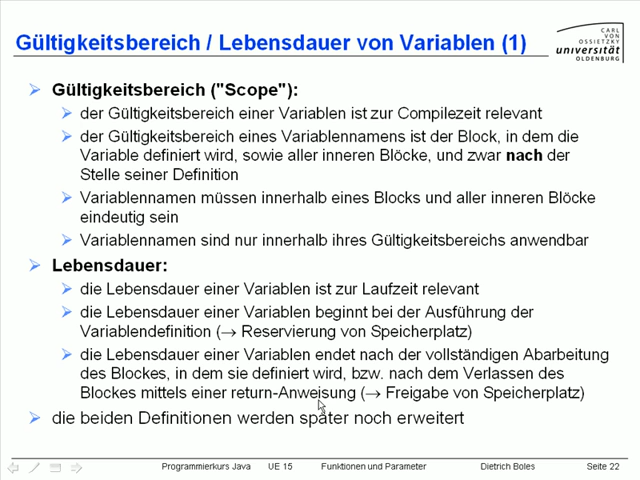 Gültigkeitsbereich / Lebensdauer von Variablen (1)
CARL
VON
OSSIETZKY
universität
OLDENBURG
Gültigkeitsbereich ("Scope"):
der Gültigkeitsbereich einer Variablen ist zur Compilezeit relevant
der Gültigkeitsbereich eines Variablennamens ist der Block, in dem die
Variable definiert wird, sowie aller inneren Blöcke, und zwar nach der
Stelle seiner Definition
Variablennamen müssen innerhalb eines Blocks und aller inneren Blöcke
eindeutig sein
Variablennamen sind nur innerhalb ihres Gültigkeitsbereichs anwendbar
Lebensdauer:
die Lebensdauer einer Variablen ist zur Laufzeit relevant
die Lebensdauer einer Variablen beginnt bei der Ausführung der
Variablendefinition (→ Reservierung von Speicherplatz)
die Lebensdauer einer Variablen endet nach der vollständigen Abarbeitung
des Blockes, in dem sie definiert wird, bzw. nach dem Verlassen des
Blockes mittels einer return-Anweisung (→ Freigabe von Speicherplatz)
die beiden Definitionen werden später noch erweitert
Programmierkurs Java UE 15 Funktionen und Parameter Dietrich Boles Seite 22